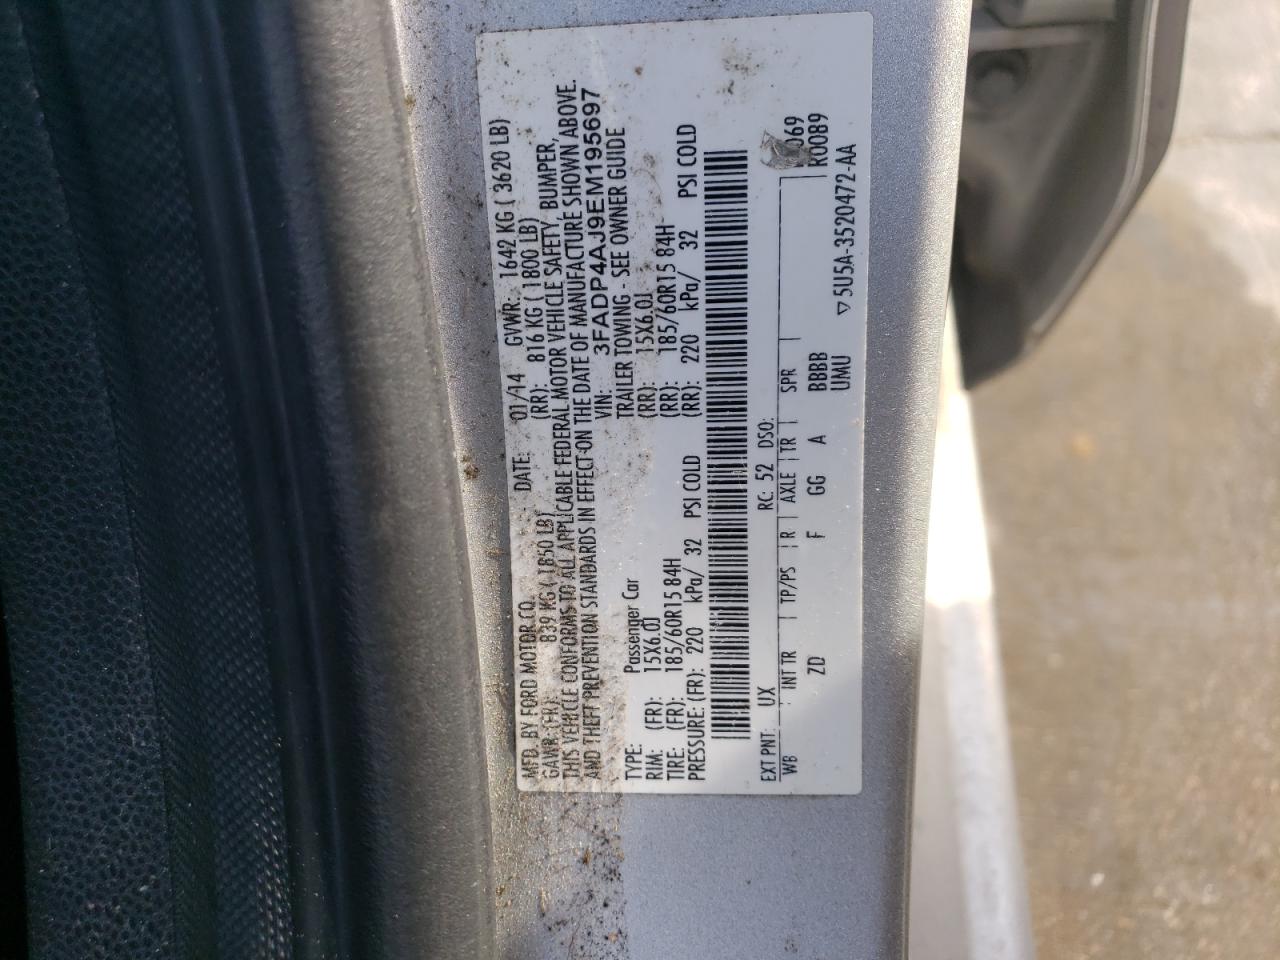 MFD. BY FORD MOTOR CO. DATE: 01/14 GVWR: 1642 KG ( 3620 LB)
GAWR: (FR): 839 KG ( 1850 LB) (RR): 816 KG ( 1800 LB)
THIS VEHICLE CONFORMS TO ALL APPLICABLE FEDERAL MOTOR VEHICLE SAFETY, BUMPER,
AND THEFT PREVENTION STANDARDS IN EFFECT ON THE DATE OF MANUFACTURE SHOWN ABOVE.
VIN: 3FADP4AJ9EM195697
TYPE: Passenger Car TRAILER TOWING - SEE OWNER GUIDE
RIM: (FR): 15X6.0J (RR): 15X6.0J
TIRE: (FR): 185/60R15 84H (RR): 185/60R15 84H
PRESSURE: (FR): 220 kPa/ 32 PSI COLD (RR): 220 kPa/ 32 PSI COLD
EXT PNT: UX RC: 52 DSO:
WB INT TR TP/PS R AXLE TR SPR
069
R0089
ZD F GG A BBBB
UMU
▽5U5A-3520472-AA